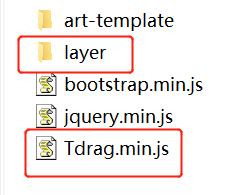 art-template
layer
bootstrap.min.js
jquery.min.js
Tdrag.min.js